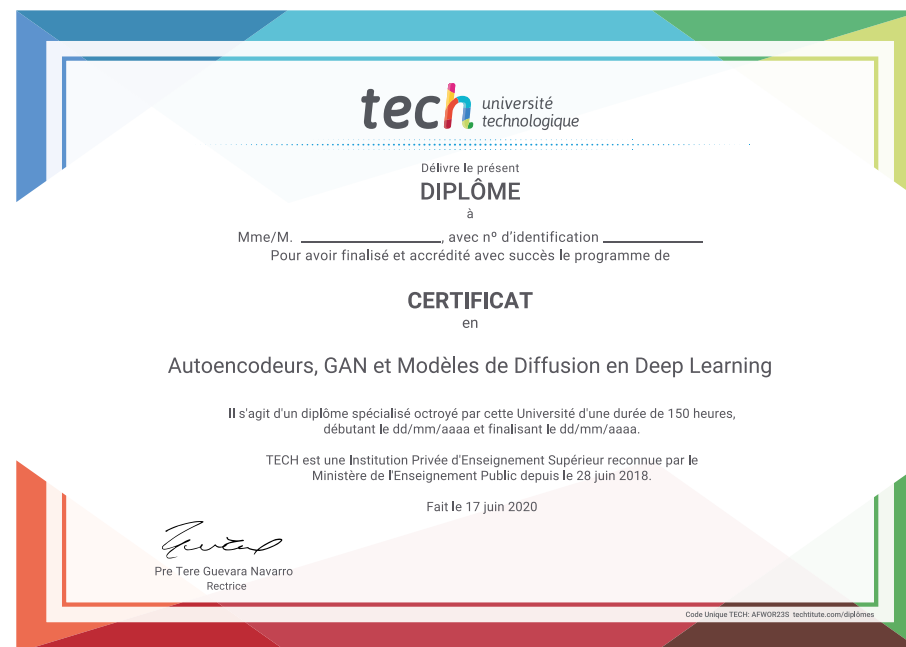 tech université
technologique
Délivre le présent
DIPLÔME
à
Mme/M. ____________________, avec nº d'identification ______________
Pour avoir finalisé et accrédité avec succès le programme de
CERTIFICAT
en
Autoencodeurs, GAN et Modèles de Diffusion en Deep Learning
Il s'agit d'un diplôme spécialisé octroyé par cette Université d'une durée de 150 heures,
débutant le dd/mm/aaaa et finalisant le dd/mm/aaaa.
TECH est une Institution Privée d'Enseignement Supérieur reconnue par le
Ministère de l'Enseignement Public depuis le 28 juin 2018.
Fait le 17 juin 2020
Pre Tere Guevara Navarro
Rectrice
Code Unique TECH: AFWOR23S techtitute.com/diplômes